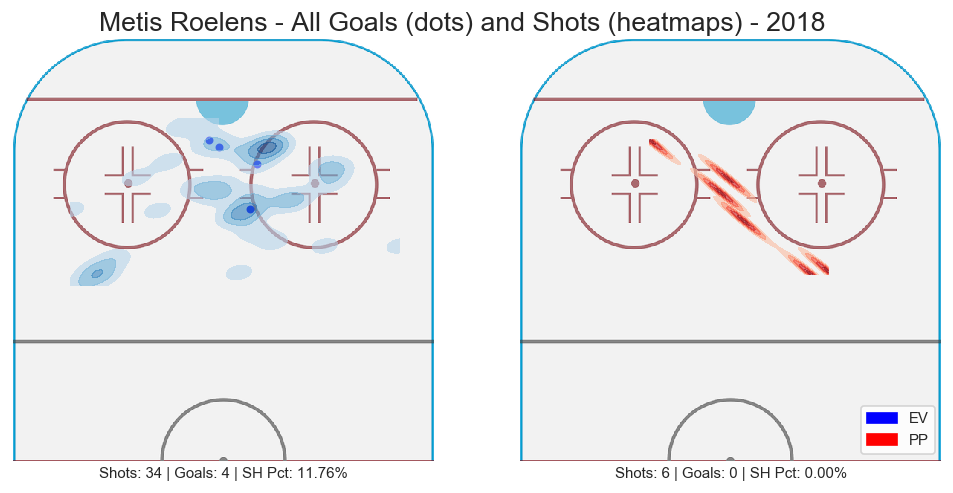 Metis Roelens - All Goals (dots) and Shots (heatmaps) - 2018
EV
PP
Shots: 34 | Goals: 4 | SH Pct: 11.76%
Shots: 6 | Goals: 0 | SH Pct: 0.00%